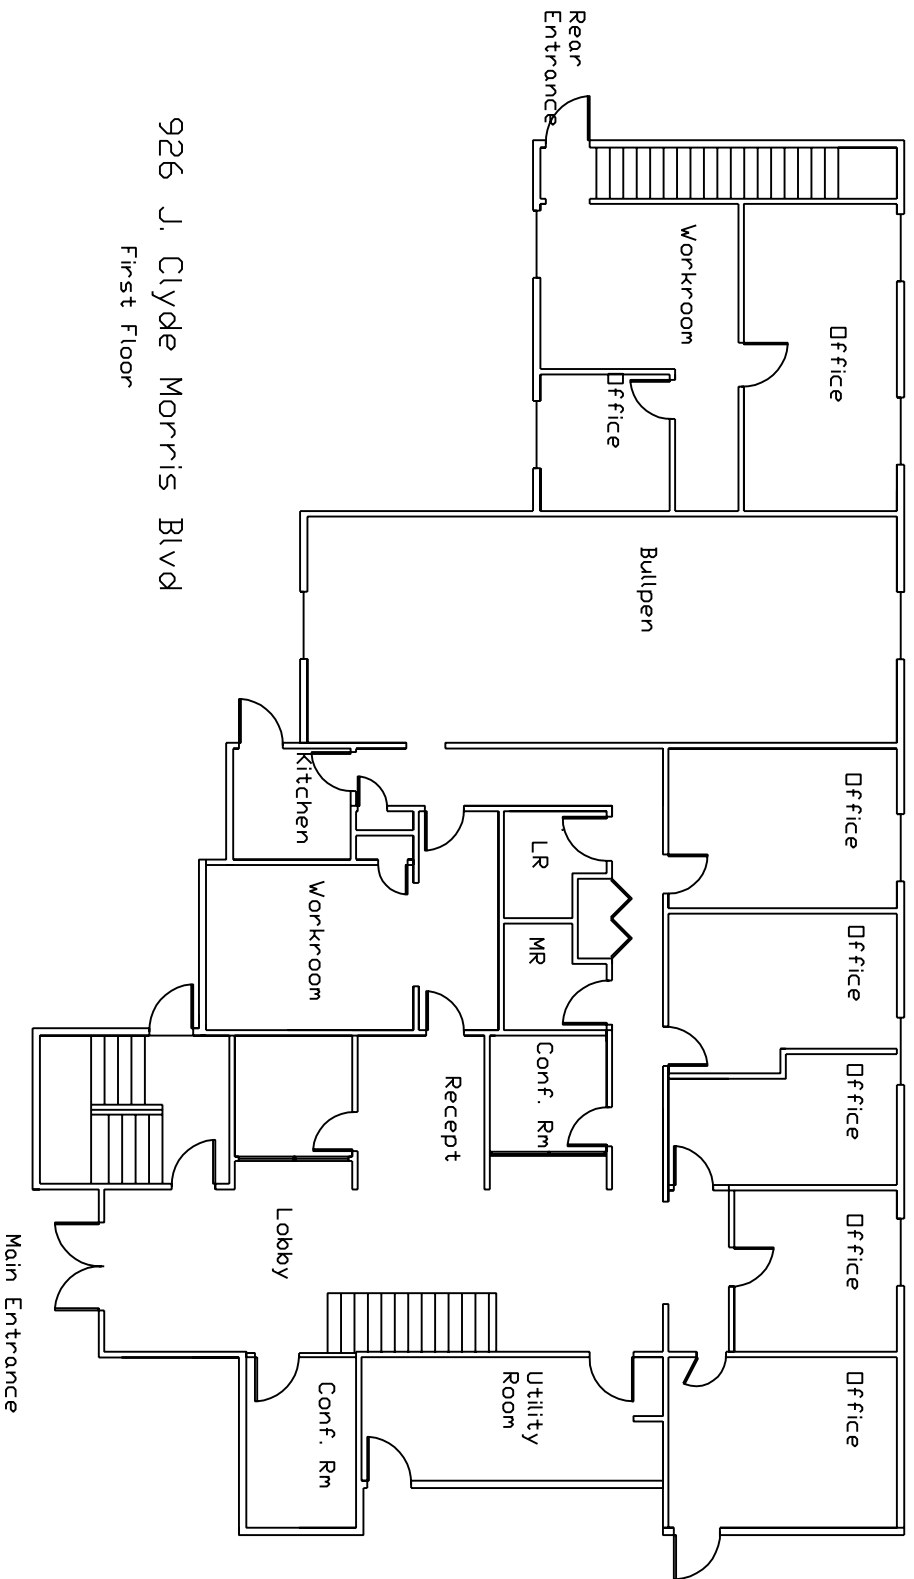 Rear
Entrance
Workroom
Office
Office
Bullpen
926 J. Clyde Morris Blvd
First Floor
Kitchen
LR
Office
Workroom
MR
Office
Recept
Conf. Rm
Office
Lobby
Office
Main Entrance
Conf. Rm
Utility
Room
Office